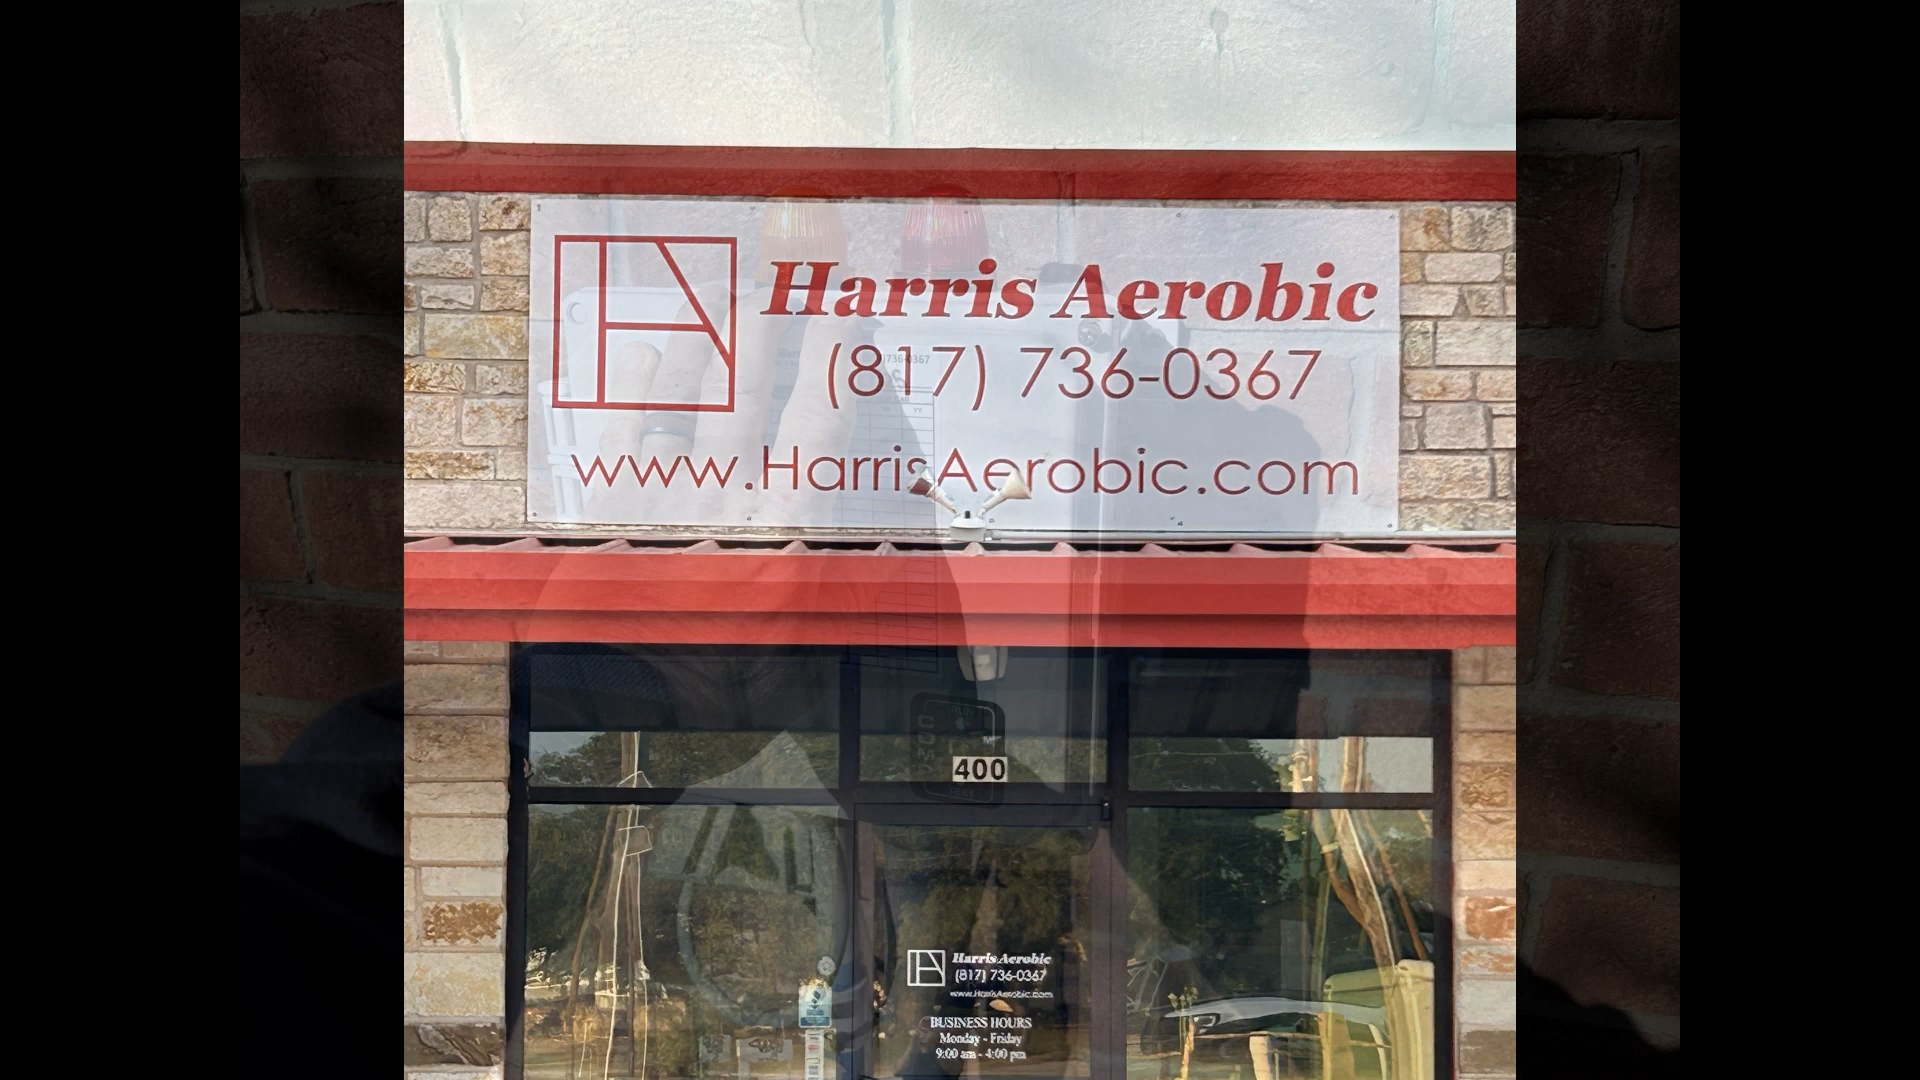 Harris Aerobic
(817) 736-0367
www.HarrisAerobic.com
400
Harris Aerobic
(817) 736-0367
www.HarrisAerobic.com
BUSINESS HOURS
Monday - Friday
9:00 am - 4:00 pm